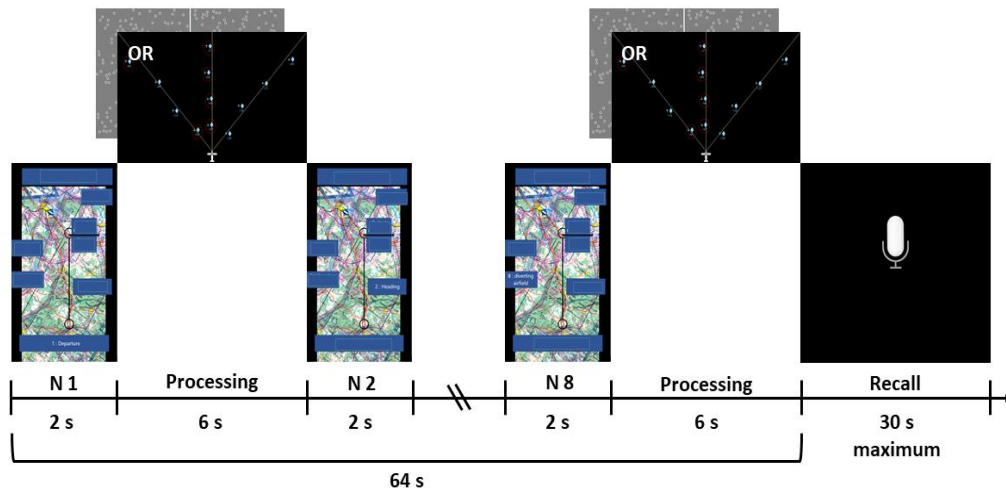 OR
OR
1 : Departure
2 : Heading
8 : diverting
airfield
N 1
Processing
N 2
N 8
Processing
Recall
2 s
6 s
2 s
2 s
6 s
30 s
maximum
64 s